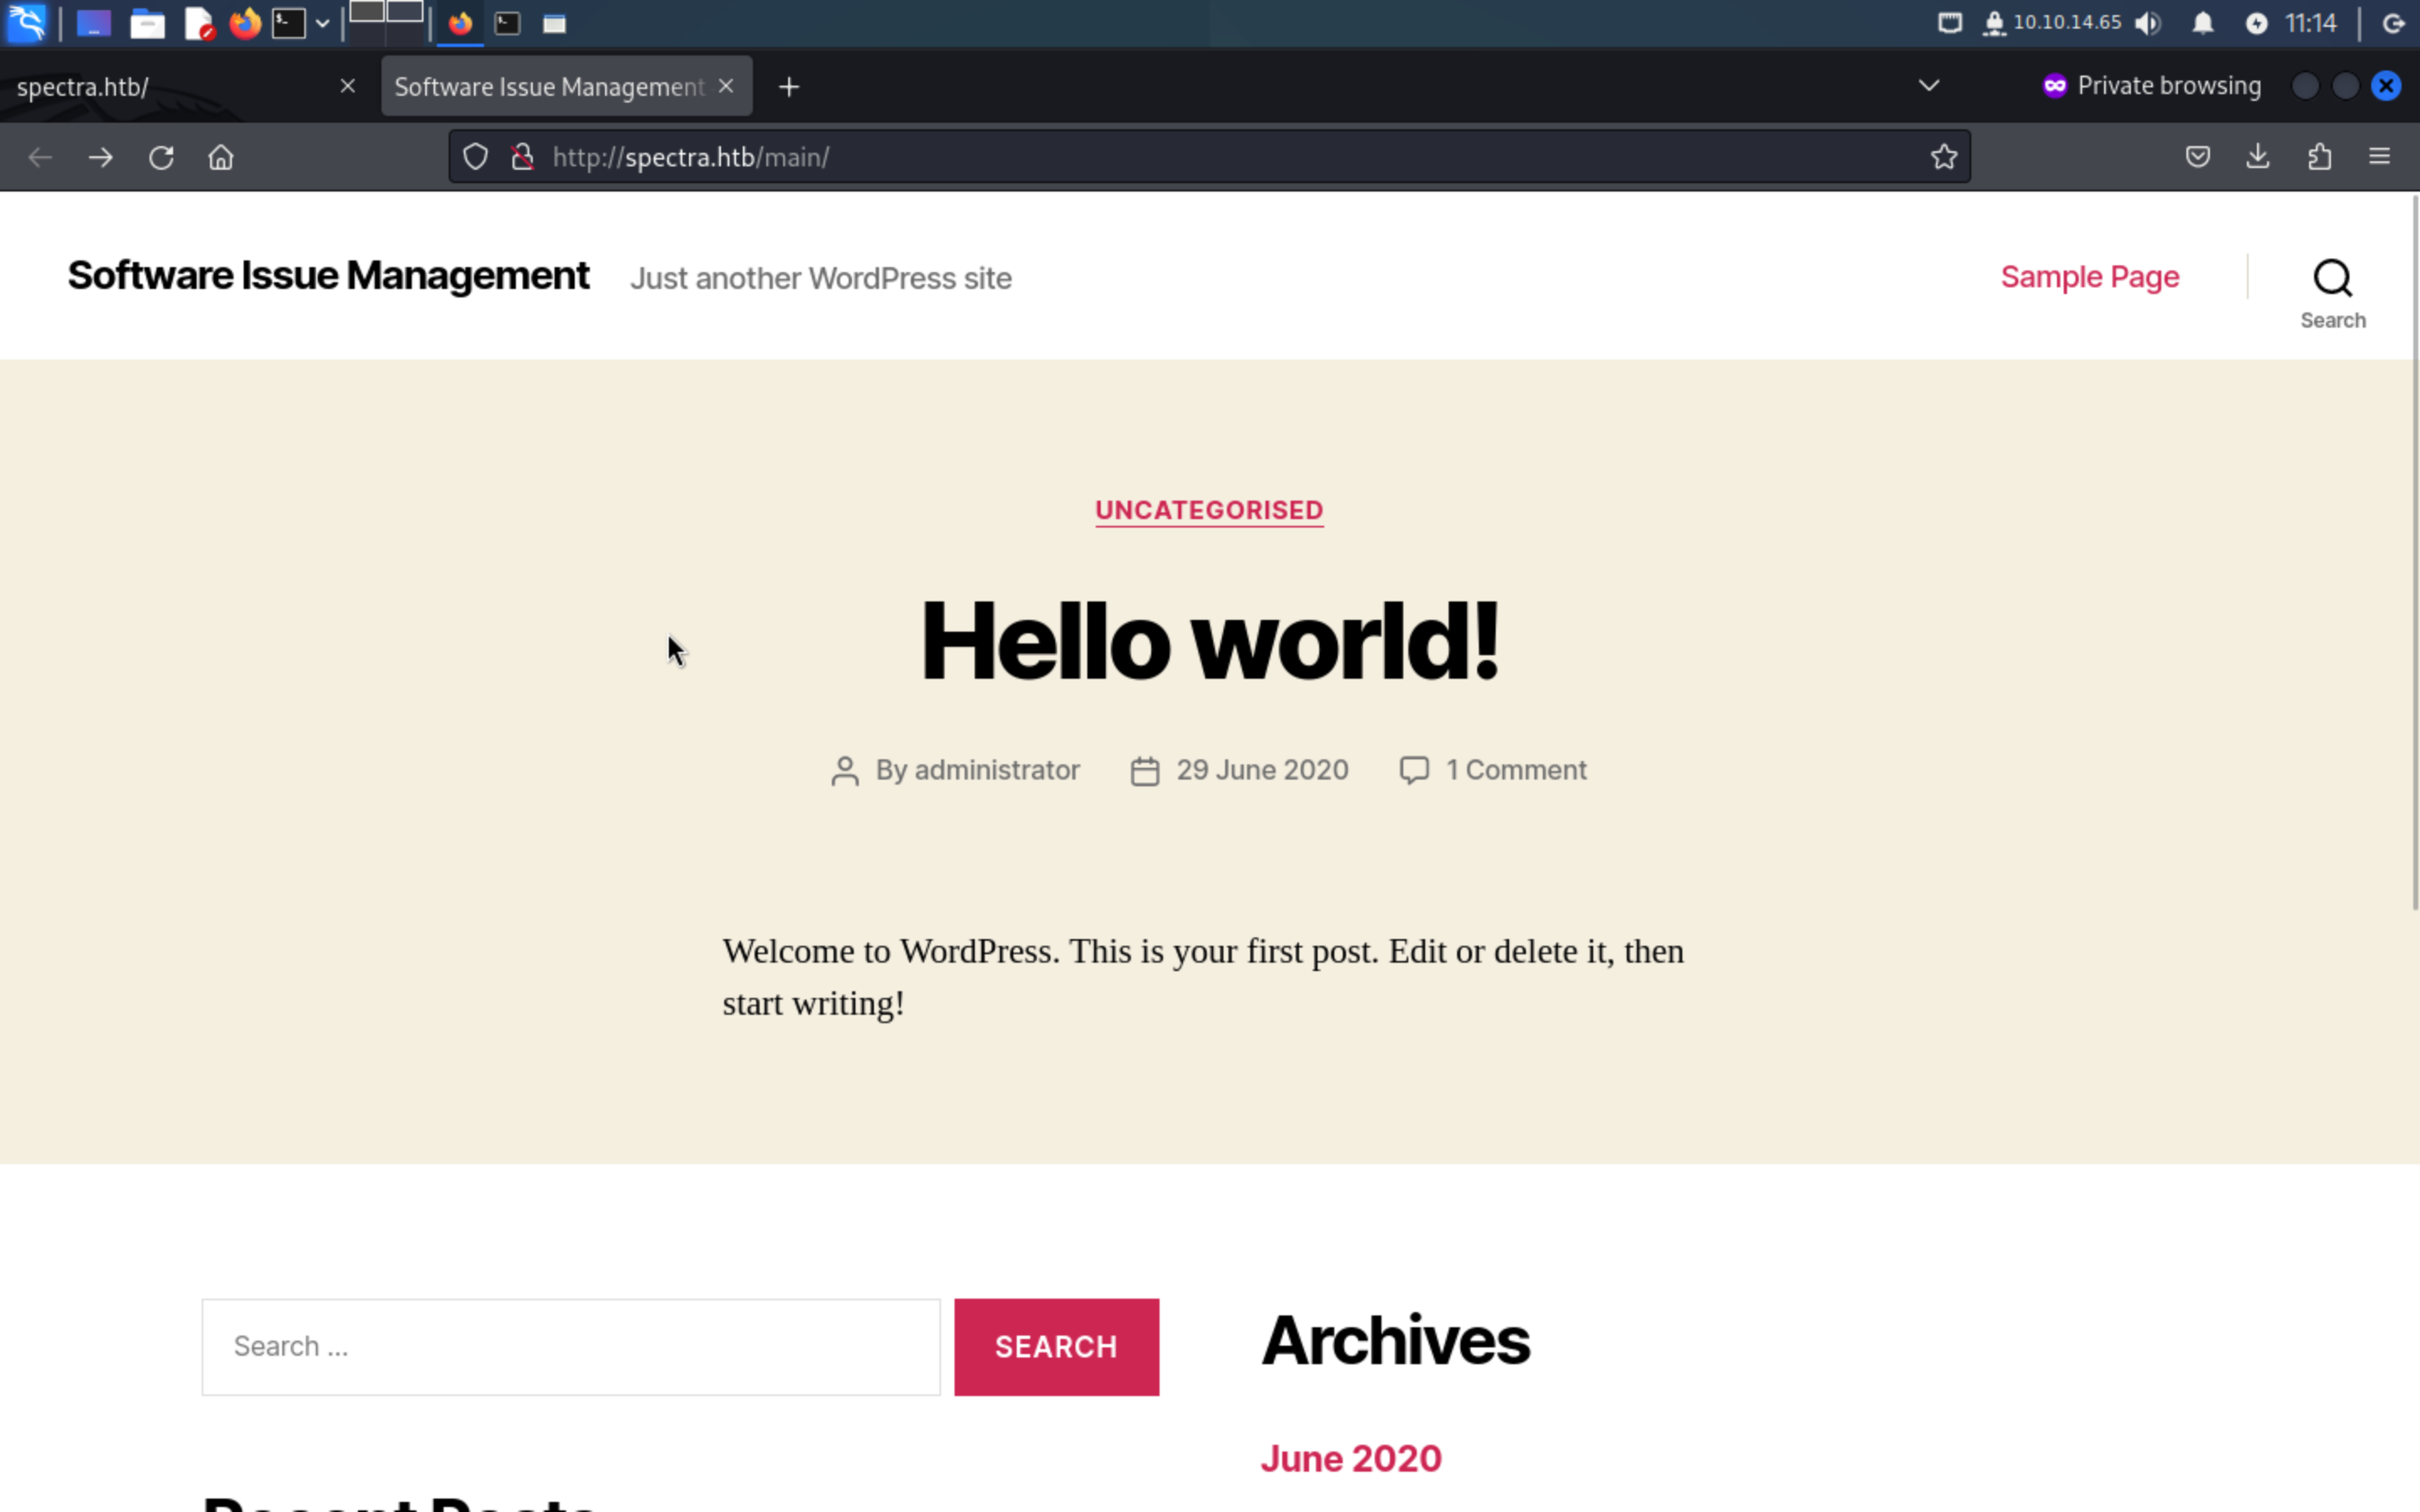 10.10.14.65 11:14
spectra.htb/ Software Issue Management Private browsing
http://spectra.htb/main/
Software Issue Management Just another WordPress site Sample Page
Search
UNCATEGORISED
Hello world!
By administrator 29 June 2020 1 Comment
Welcome to WordPress. This is your first post. Edit or delete it, then
start writing!
Search ... SEARCH Archives
June 2020
Recent Posts